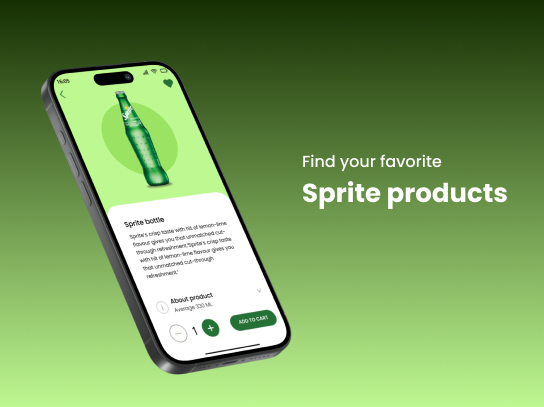 16:05
Find your favorite
Sprite products
Sprite
Sprite bottle
Sprite's crisp taste with hit of lemon-lime
flavour gives you that unmatched cut-
through refreshment.'Sprite's crisp taste
with hit of lemon-lime flavour gives you
that unmatched cut-through
refreshment.'
About product
Average 330 ML
1
ADD TO CART